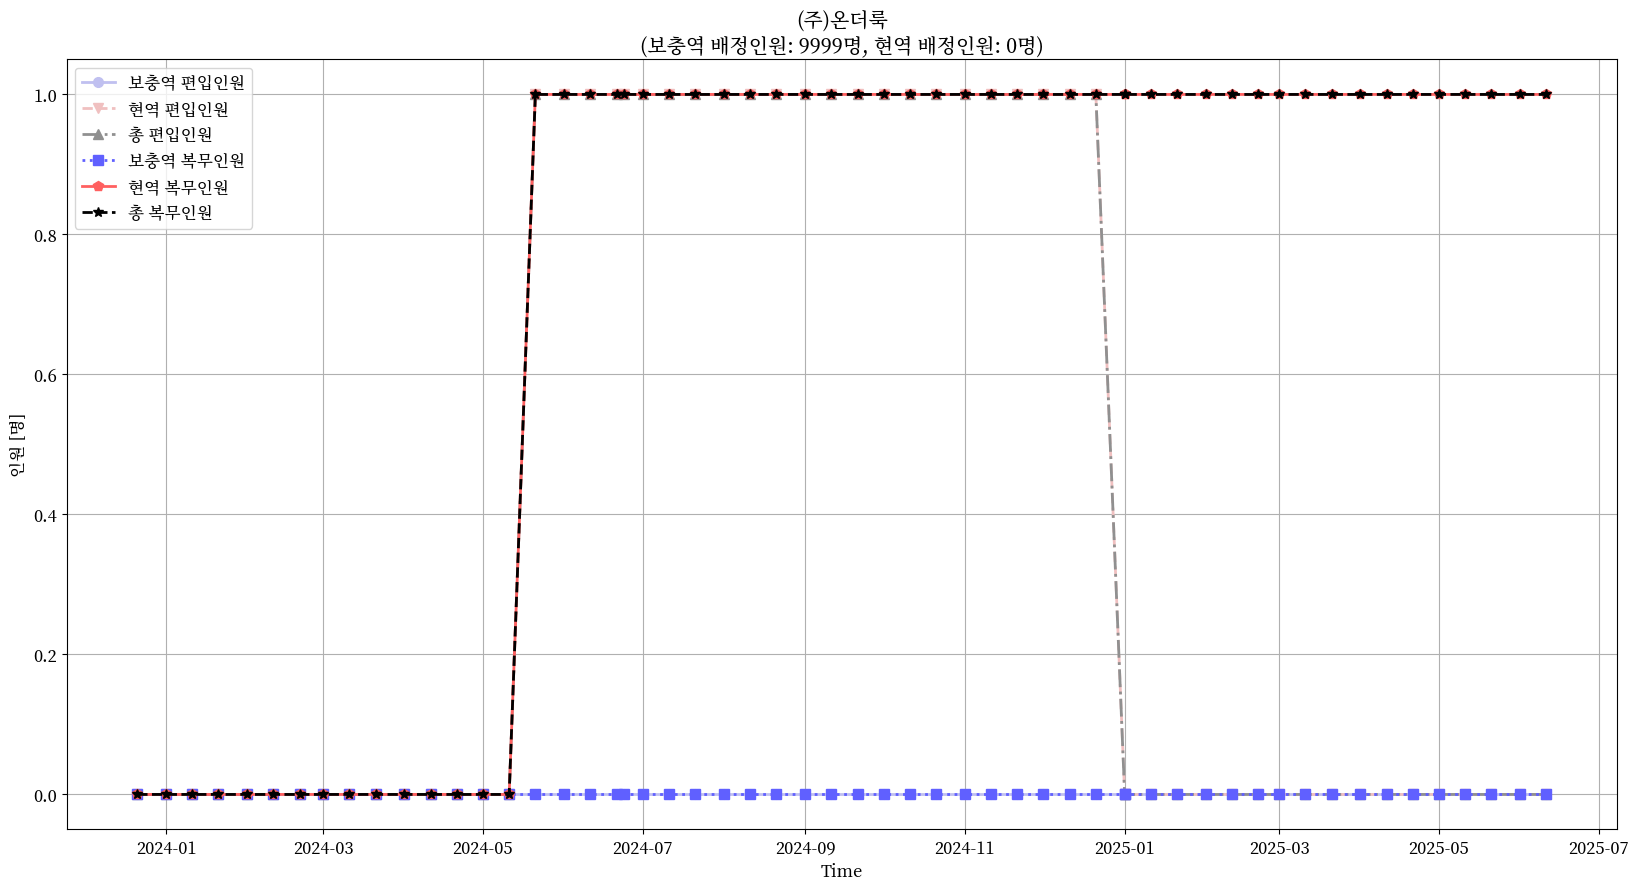 (주)온더룩
(보충역 배정인원: 9999명, 현역 배정인원: 0명)
보충역 편입인원
현역 편입인원
총 편입인원
보충역 복무인원
현역 복무인원
총 복무인원
1.0
0.8
0.6
0.4
0.2
0.0
인원 [명]
2024-01
2024-03
2024-05
2024-07
2024-09
2024-11
2025-01
2025-03
2025-05
2025-07
Time